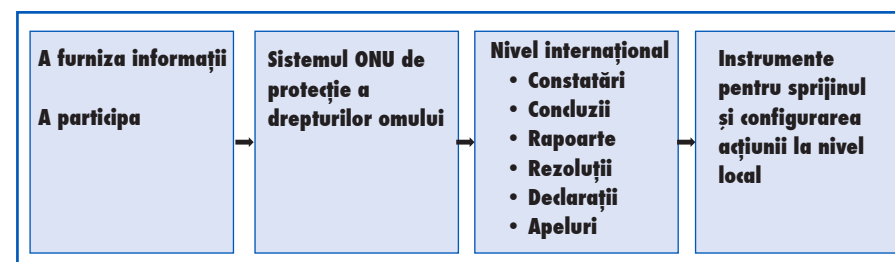 A furniza informații
A participa
Sistemul ONU de
protecție a
drepturilor omului
Nivel internațional
• Constatări
• Concluzii
• Rapoarte
• Rezoluții
• Declarații
• Apeluri
Instrumente
pentru sprijinul
și configurarea
acțiunii la nivel
local